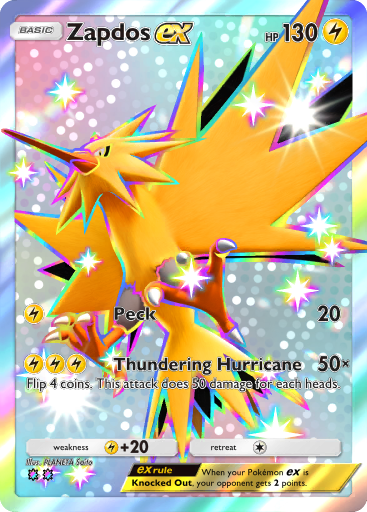 BASIC Zapdos ex HP 130
Peck 20
Thundering Hurricane 50×
Flip 4 coins. This attack does 50 damage for each heads.
weakness +20 retreat
Illus. PLANETA Saito
ex rule When your Pokémon ex is
Knocked Out, your opponent gets 2 points.